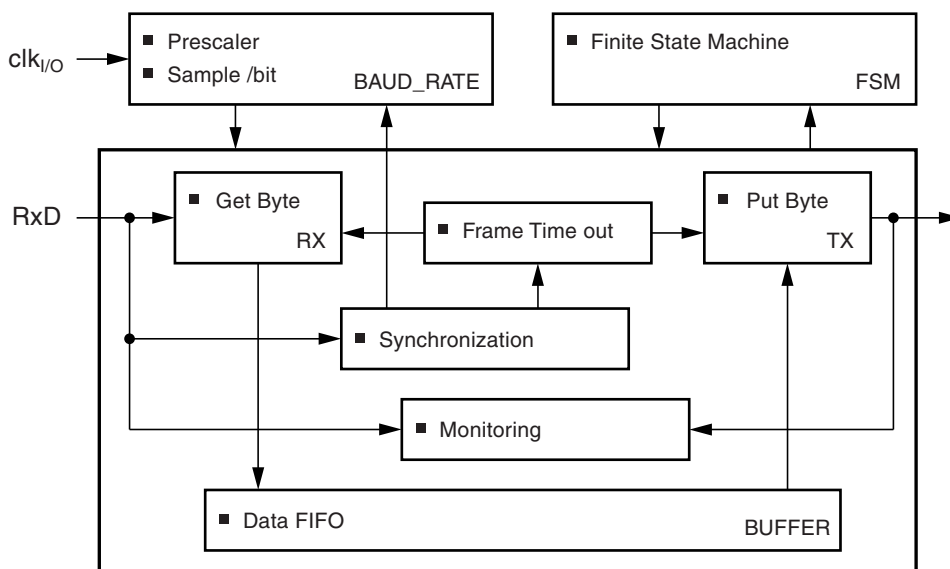 clkI/O
Prescaler
Sample /bit
BAUD_RATE
Finite State Machine
FSM
RxD
Get Byte
RX
Frame Time out
Put Byte
TX
Synchronization
Monitoring
Data FIFO
BUFFER